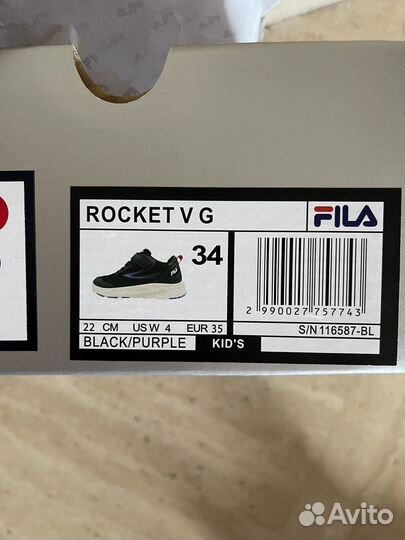 ROCKET V G
FILA
34
22 CM US W 4 EUR 35
BLACK/PURPLE KID'S
2 990027 757743
S/N 116587-BL
Avito